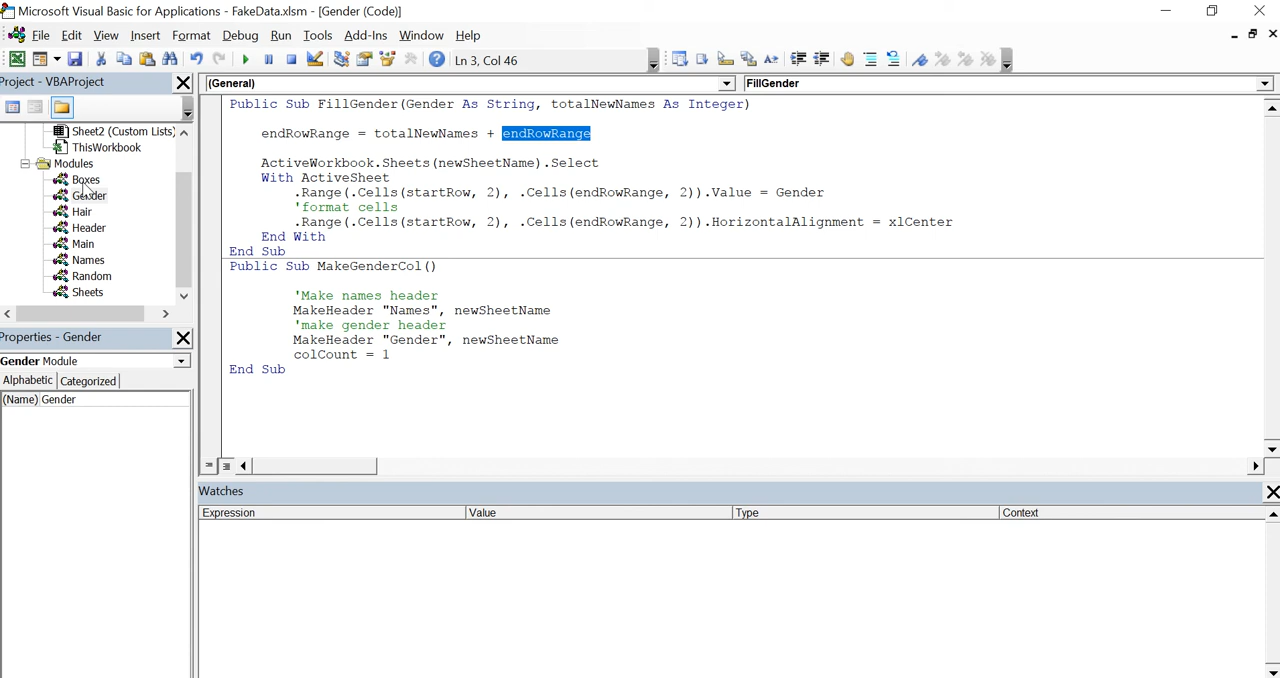 Microsoft Visual Basic for Applications - FakeData.xlsm - [Gender (Code)]
File Edit View Insert Format Debug Run Tools Add-Ins Window Help
Ln 3, Col 46
Project - VBAProject
(General) FillGender
Sheet2 (Custom Lists)
ThisWorkbook
Modules
Boxes
Gender
Hair
Header
Main
Names
Random
Sheets
Properties - Gender
Gender Module
Alphabetic Categorized
(Name) Gender
Public Sub FillGender(Gender As String, totalNewNames As Integer)
endRowRange = totalNewNames + endRowRange
ActiveWorkbook.Sheets(newSheetName).Select
With ActiveSheet
.Range(.Cells(startRow, 2), .Cells(endRowRange, 2)).Value = Gender
'format cells
.Range(.Cells(startRow, 2), .Cells(endRowRange, 2)).HorizontalAlignment = xlCenter
End With
End Sub
Public Sub MakeGenderCol()
'Make names header
MakeHeader "Names", newSheetName
'make gender header
MakeHeader "Gender", newSheetName
colCount = 1
End Sub
Watches
Expression Value Type Context